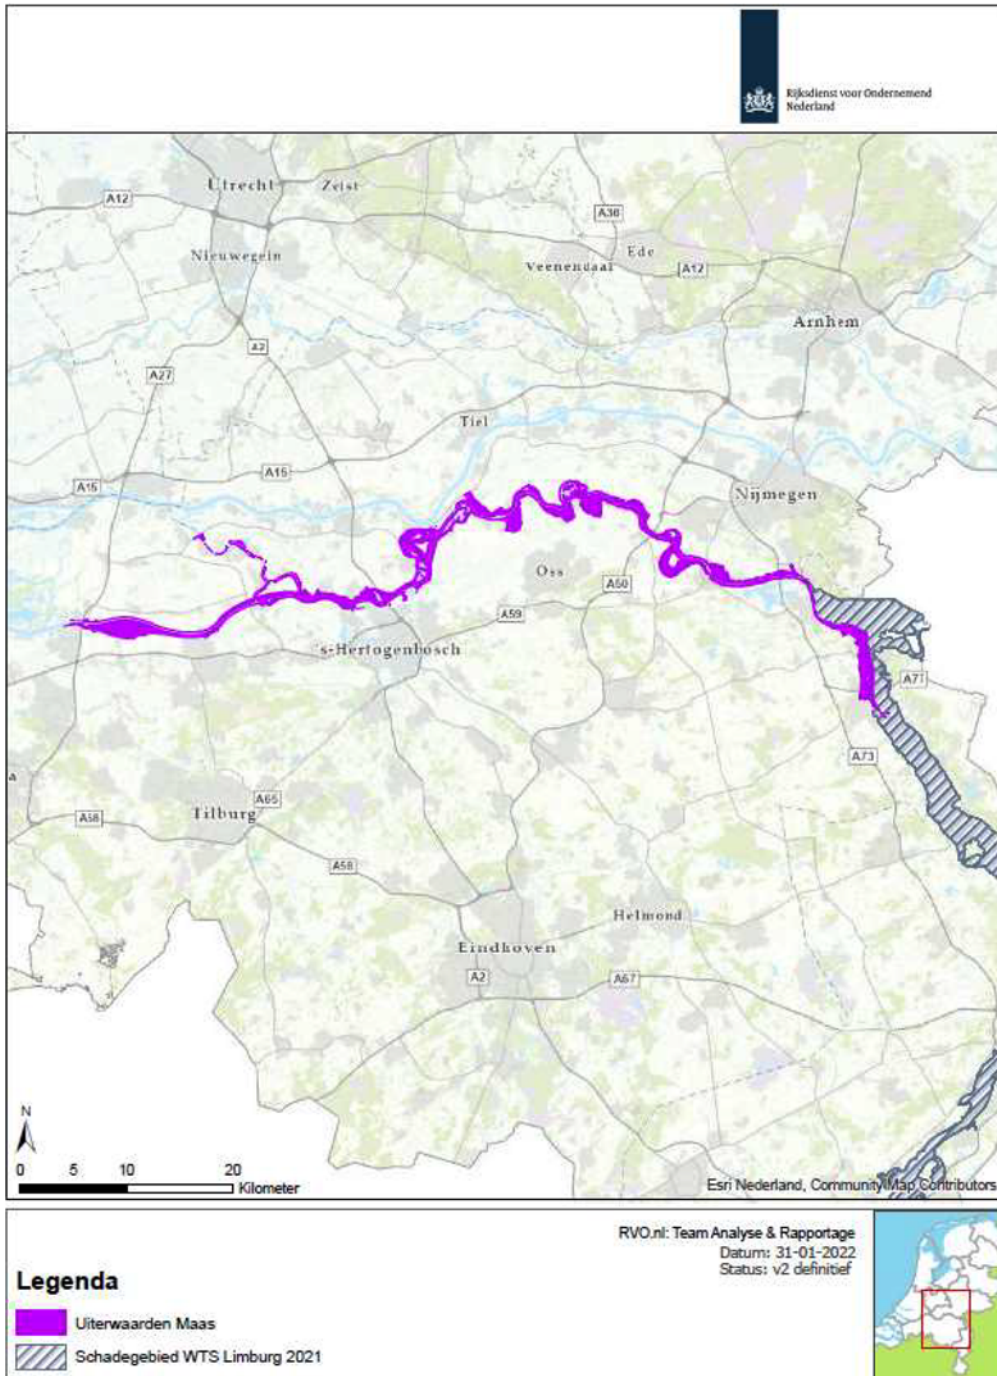 Rijksdienst voor Ondernemend
Nederland
Utrecht
Zeist
A12
A30
Nieuwegein
Ede
Veenendaal
A12
Arnhem
A2
A27
Tiel
A15
A15
Nijmegen
Oss
A50
A59
's-Hertogenbosch
A77
A73
a
A65
Tilburg
A58
A58
Helmond
Eindhoven
A2
A67
N
0 5 10 20
Kilometer
Esri Nederland, Community Map Contributors
RVO.nl: Team Analyse & Rapportage
Datum: 31-01-2022
Status: v2 definitief
Legenda
Uiterwaarden Maas
Schadegebied WTS Limburg 2021